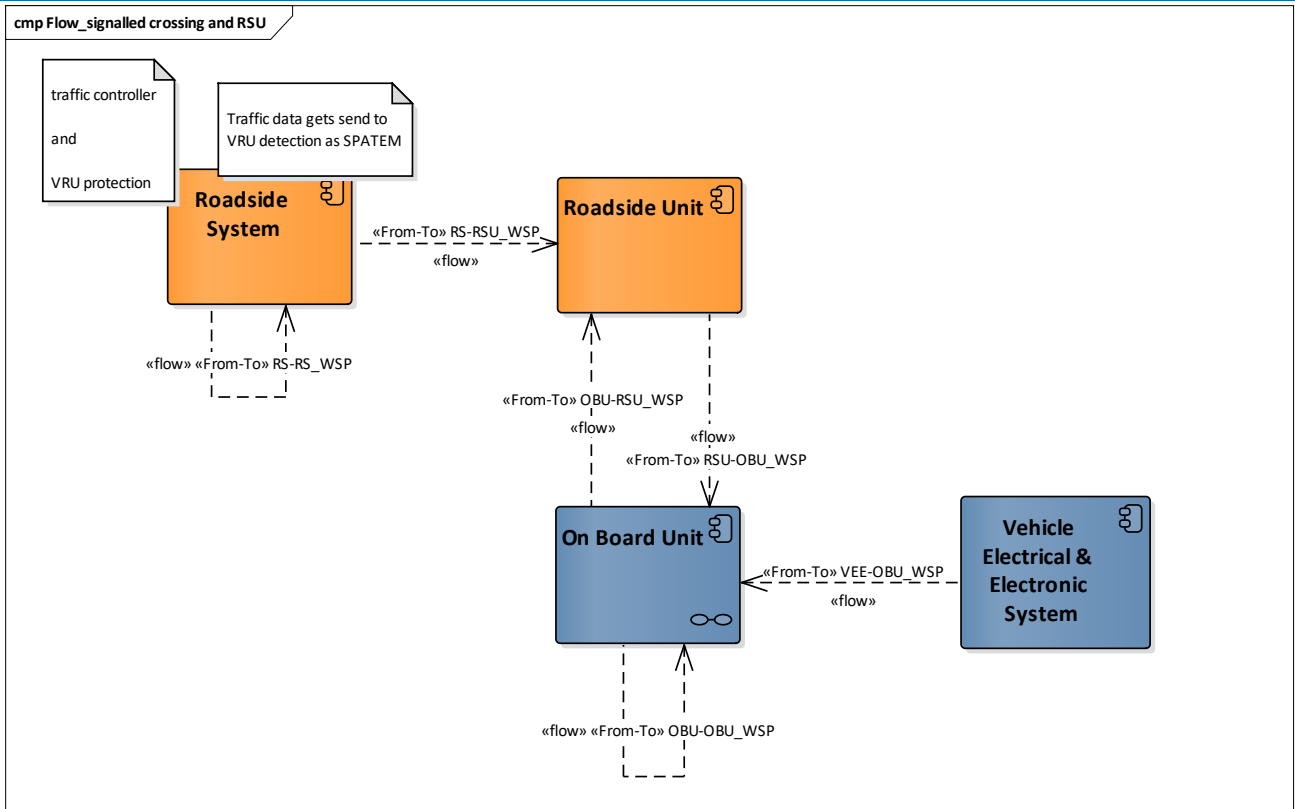 cmp Flow_signalled crossing and RSU
traffic controller
and
VRU protection
Traffic data gets send to
VRU detection as SPATEM
Roadside
System
Roadside Unit
«From-To» RS-RSU_WSP
«flow»
«flow» «From-To» RS-RS_WSP
«From-To» OBU-RSU_WSP
«flow»
«flow»
«From-To» RSU-OBU_WSP
On Board Unit
Vehicle
Electrical &
Electronic
System
«From-To» VEE-OBU_WSP
«flow»
«flow» «From-To» OBU-OBU_WSP